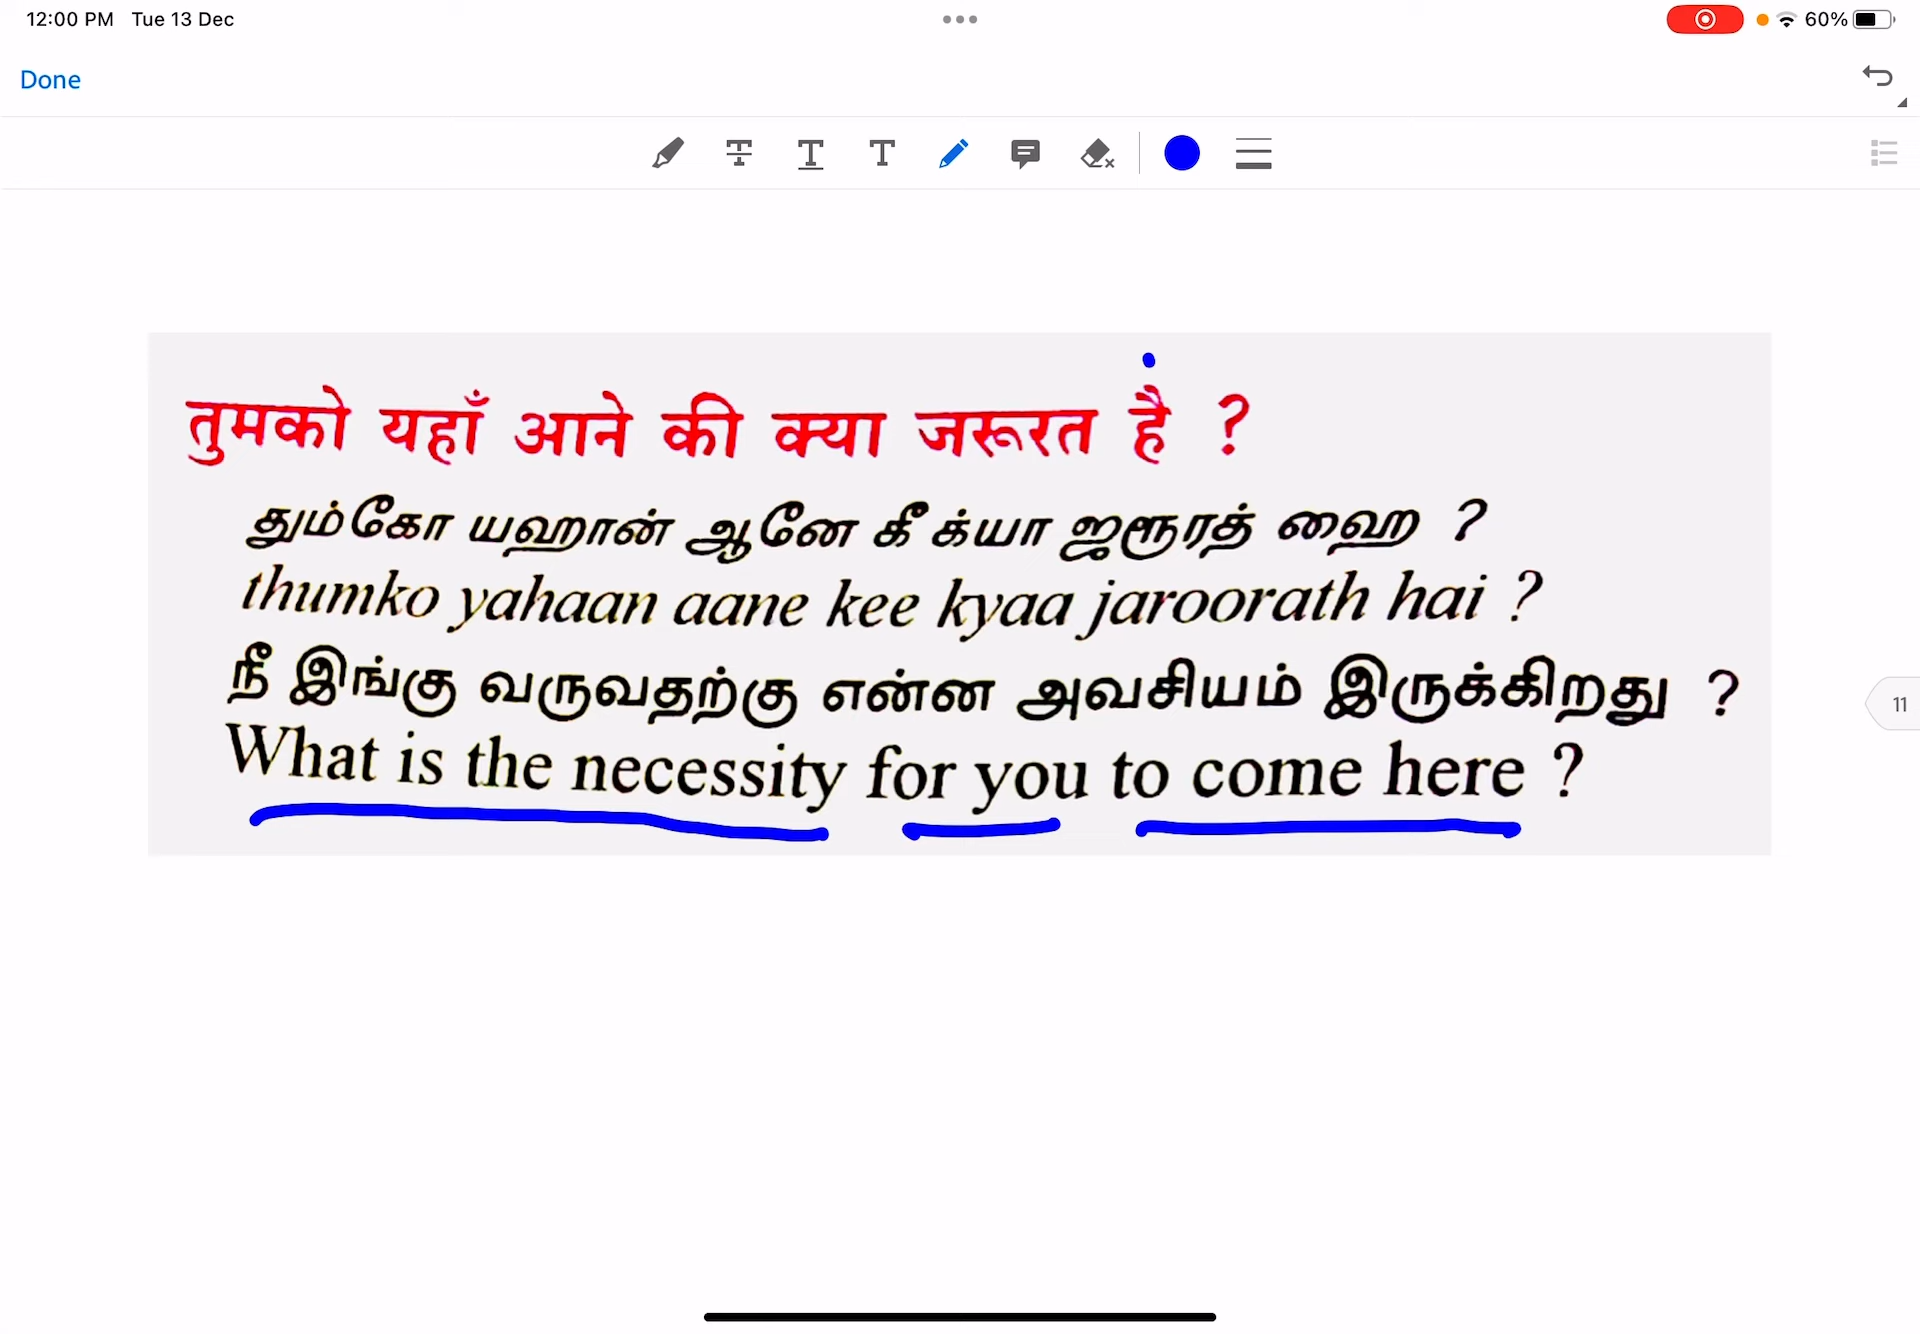 12:00 PM Tue 13 Dec 60%
Done
तुमको यहाँ आने की क्या जरूरत है ?
தும்கோ யஹான் ஆனே கீ க்யா ஜரூரத் ஹை ?
thumko yahaan aane kee kyaa jaroorath hai ?
நீ இங்கு வருவதற்கு என்ன அவசியம் இருக்கிறது ?
11
What is the necessity for you to come here ?